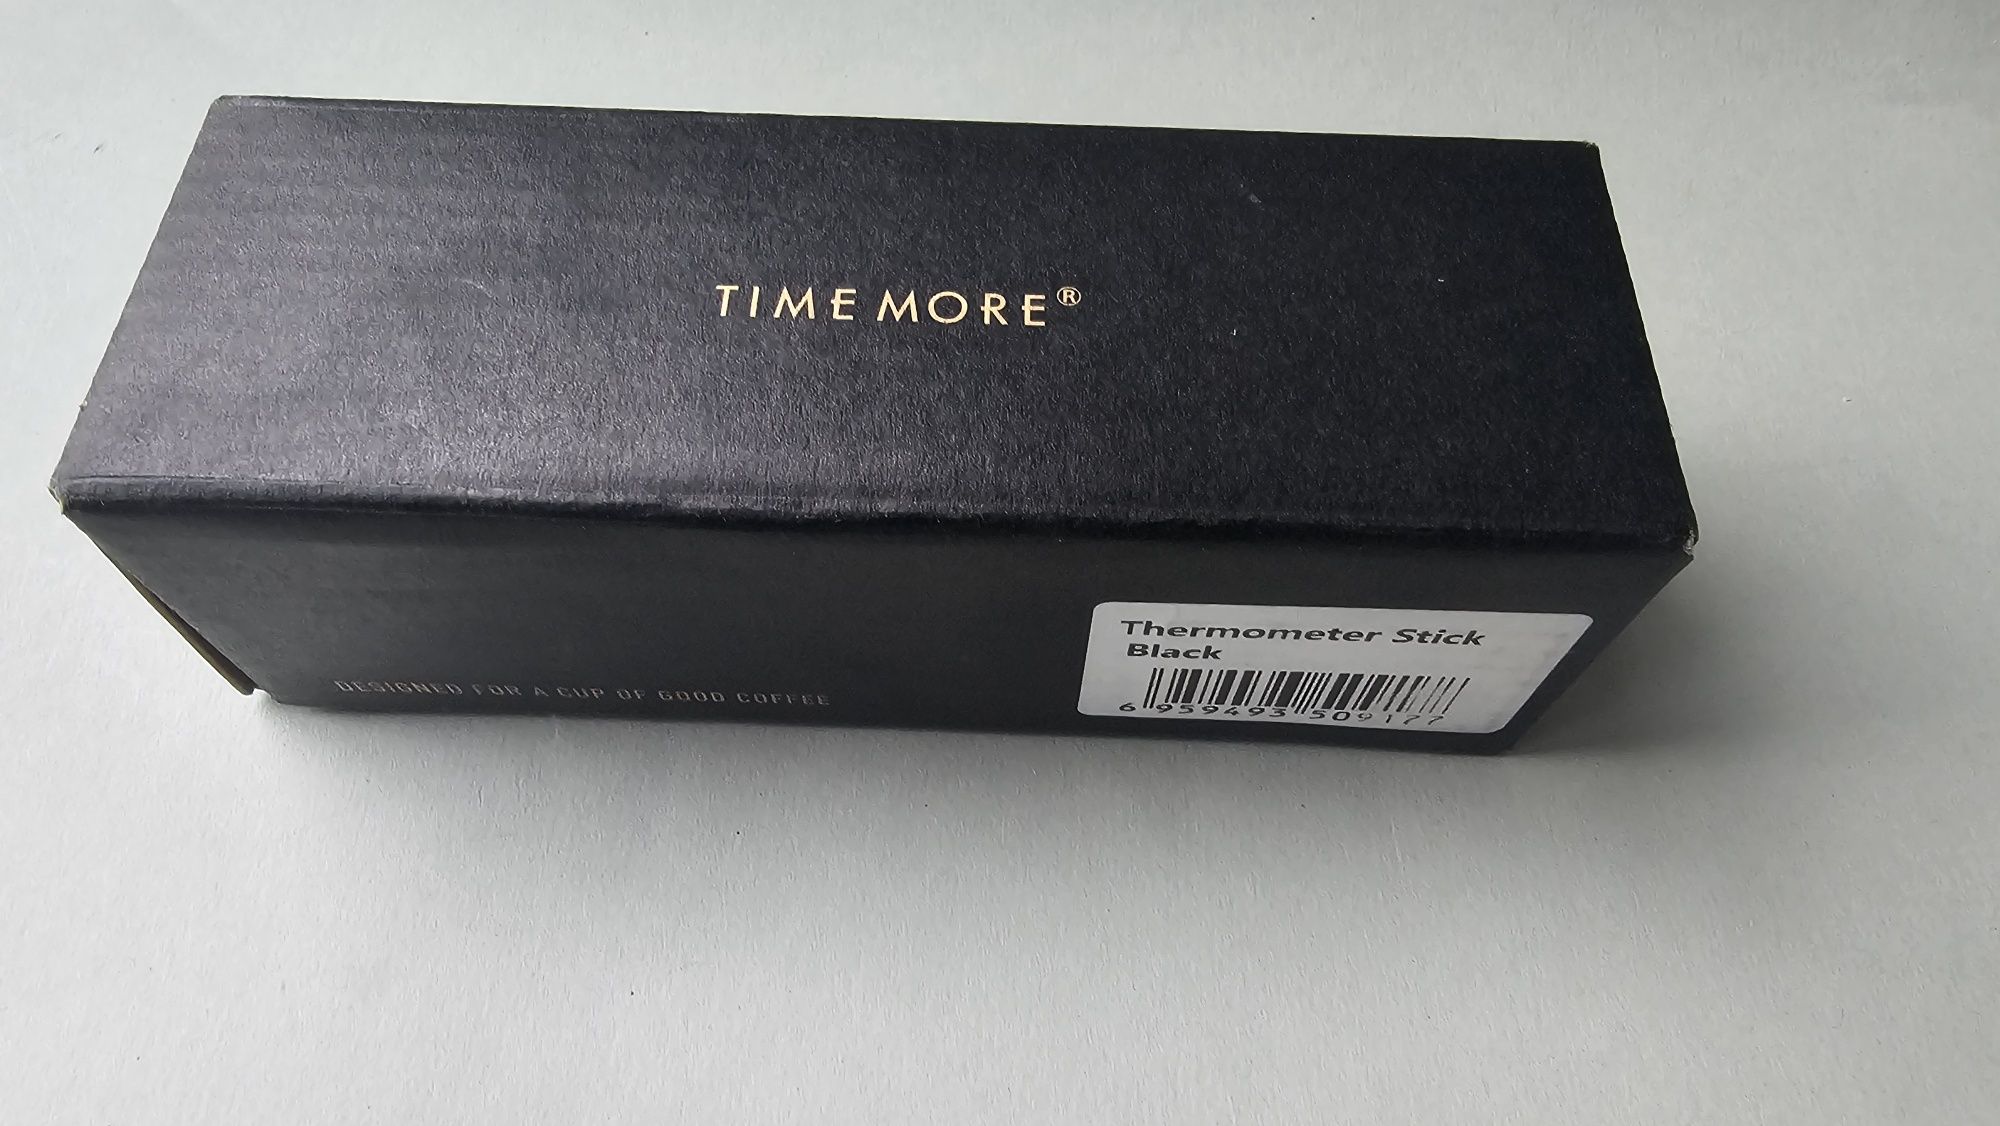 TIMEMORE®
Thermometer Stick
Black
6 959493 509177
DESIGNED FOR A CUP OF GOOD COFFEE